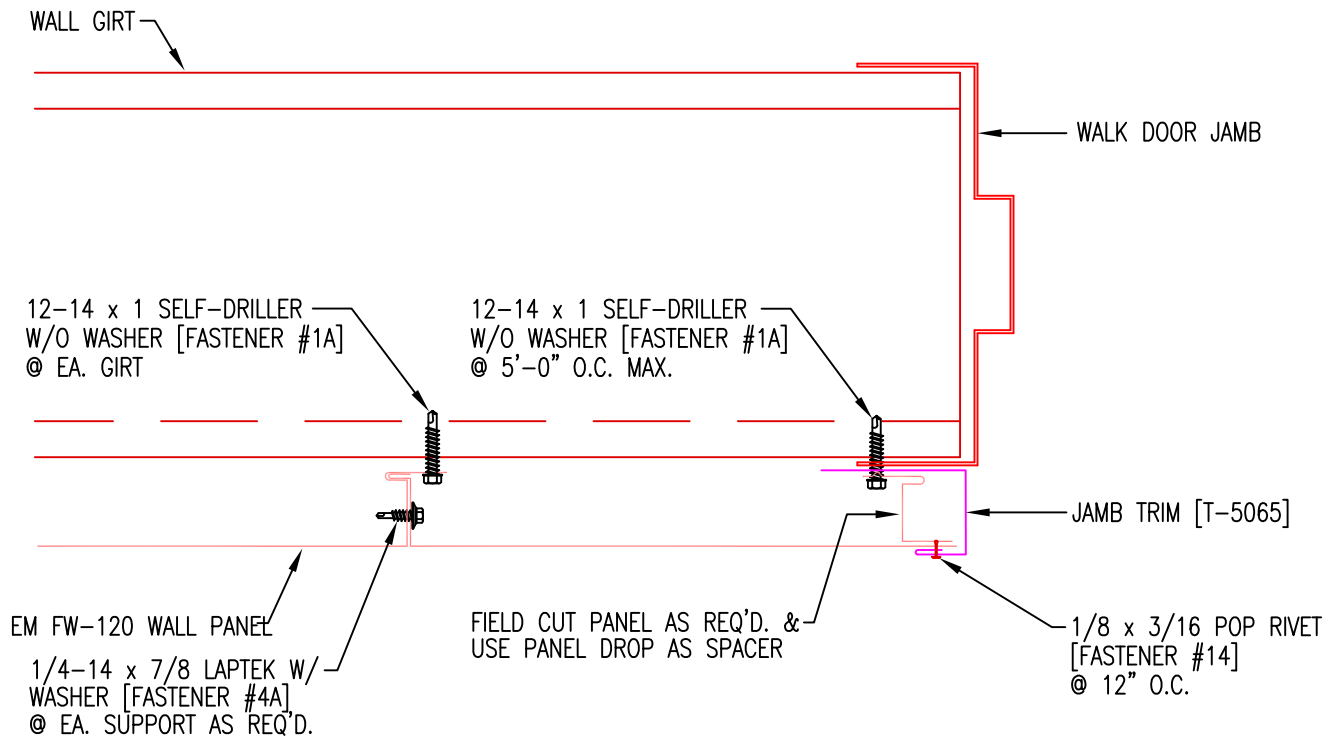 WALL GIRT
WALK DOOR JAMB
12-14 x 1 SELF-DRILLER
W/O WASHER [FASTENER #1A]
@ EA. GIRT
12-14 x 1 SELF-DRILLER
W/O WASHER [FASTENER #1A]
@ 5'-0" O.C. MAX.
JAMB TRIM [T-5065]
EM FW-120 WALL PANEL
1/4-14 x 7/8 LAPTEK W/
WASHER [FASTENER #4A]
@ EA. SUPPORT AS REQ'D.
FIELD CUT PANEL AS REQ'D. &
USE PANEL DROP AS SPACER
1/8 x 3/16 POP RIVET
[FASTENER #14]
@ 12" O.C.